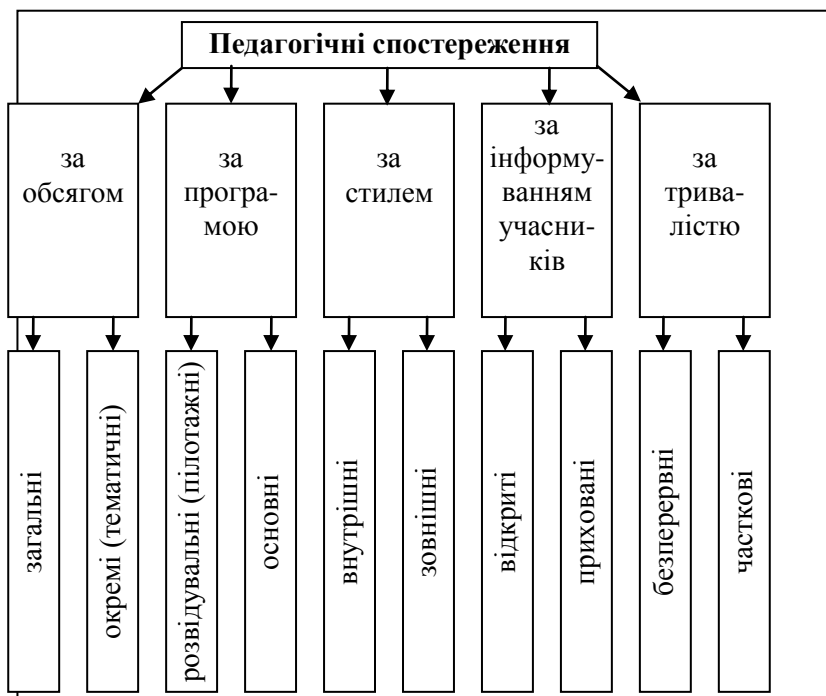 Педагогічні спостереження
за
обсягом
за
програ-
мою
за
стилем
за
інформу-
ванням
учасни-
ків
за
трива-
лістю
загальні
окремі (тематичні)
розвідувальні (пілотажні)
основні
внутрішні
зовнішні
відкриті
приховані
безперервні
часткові